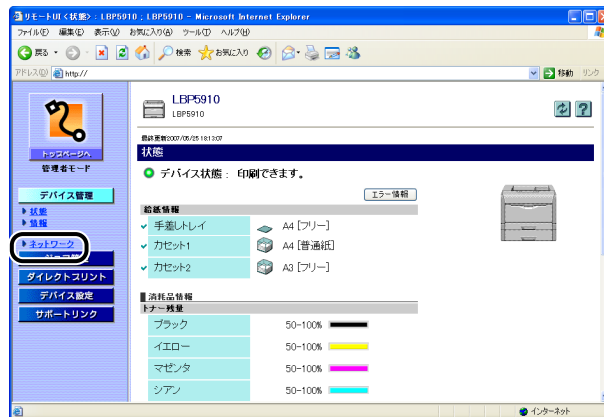 リモートUI <状態> : LBP5910 ; LBP5910 - Microsoft Internet Explorer
ファイル(F) 編集(E) 表示(V) お気に入り(A) ツール(T) ヘルプ(H)
戻る 検索 お気に入り
アドレス(D) http:// 移動 リンク
LBP5910
LBP5910
トップページへ
管理者モード
最終更新2007/05/25 18:13:07
状態
デバイス状態 : 印刷できます。
エラー情報
デバイス管理
状態
情報
ネットワーク
ダイレクトプリント
デバイス設定
サポートリンク
給紙情報
手差しトレイ A4 [フリー]
カセット1 A4 [普通紙]
カセット2 A3 [フリー]
消耗品情報
トナー残量
ブラック 50-100%
イエロー 50-100%
マゼンタ 50-100%
シアン 50-100%
インターネット